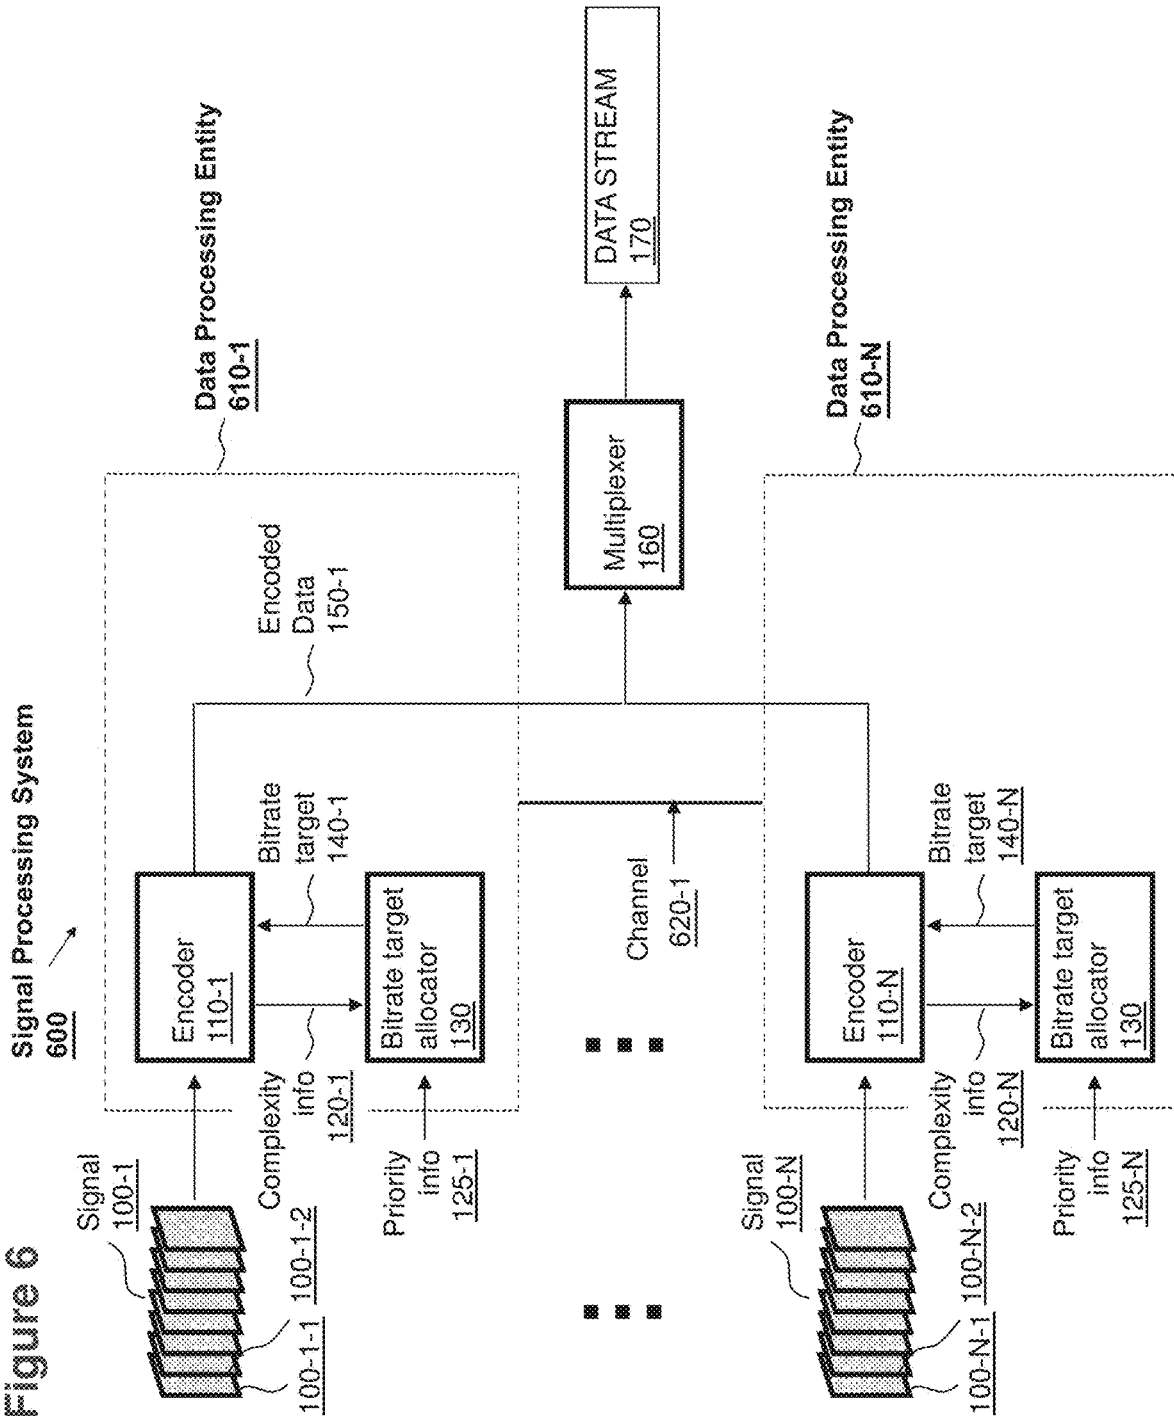 Figure 6
Signal Processing System
600
Signal
100-1
100-1-1
100-1-2
Encoder
110-1
Complexity
info
120-1
Bitrate
target
140-1
Priority
info
125-1
Bitrate target
allocator
130
Encoded
Data
150-1
Data Processing Entity
610-1
Channel
620-1
Multiplexer
160
DATA STREAM
170
Signal
100-N
100-N-1
100-N-2
Encoder
110-N
Complexity
info
120-N
Bitrate
target
140-N
Priority
info
125-N
Bitrate target
allocator
130
Data Processing Entity
610-N